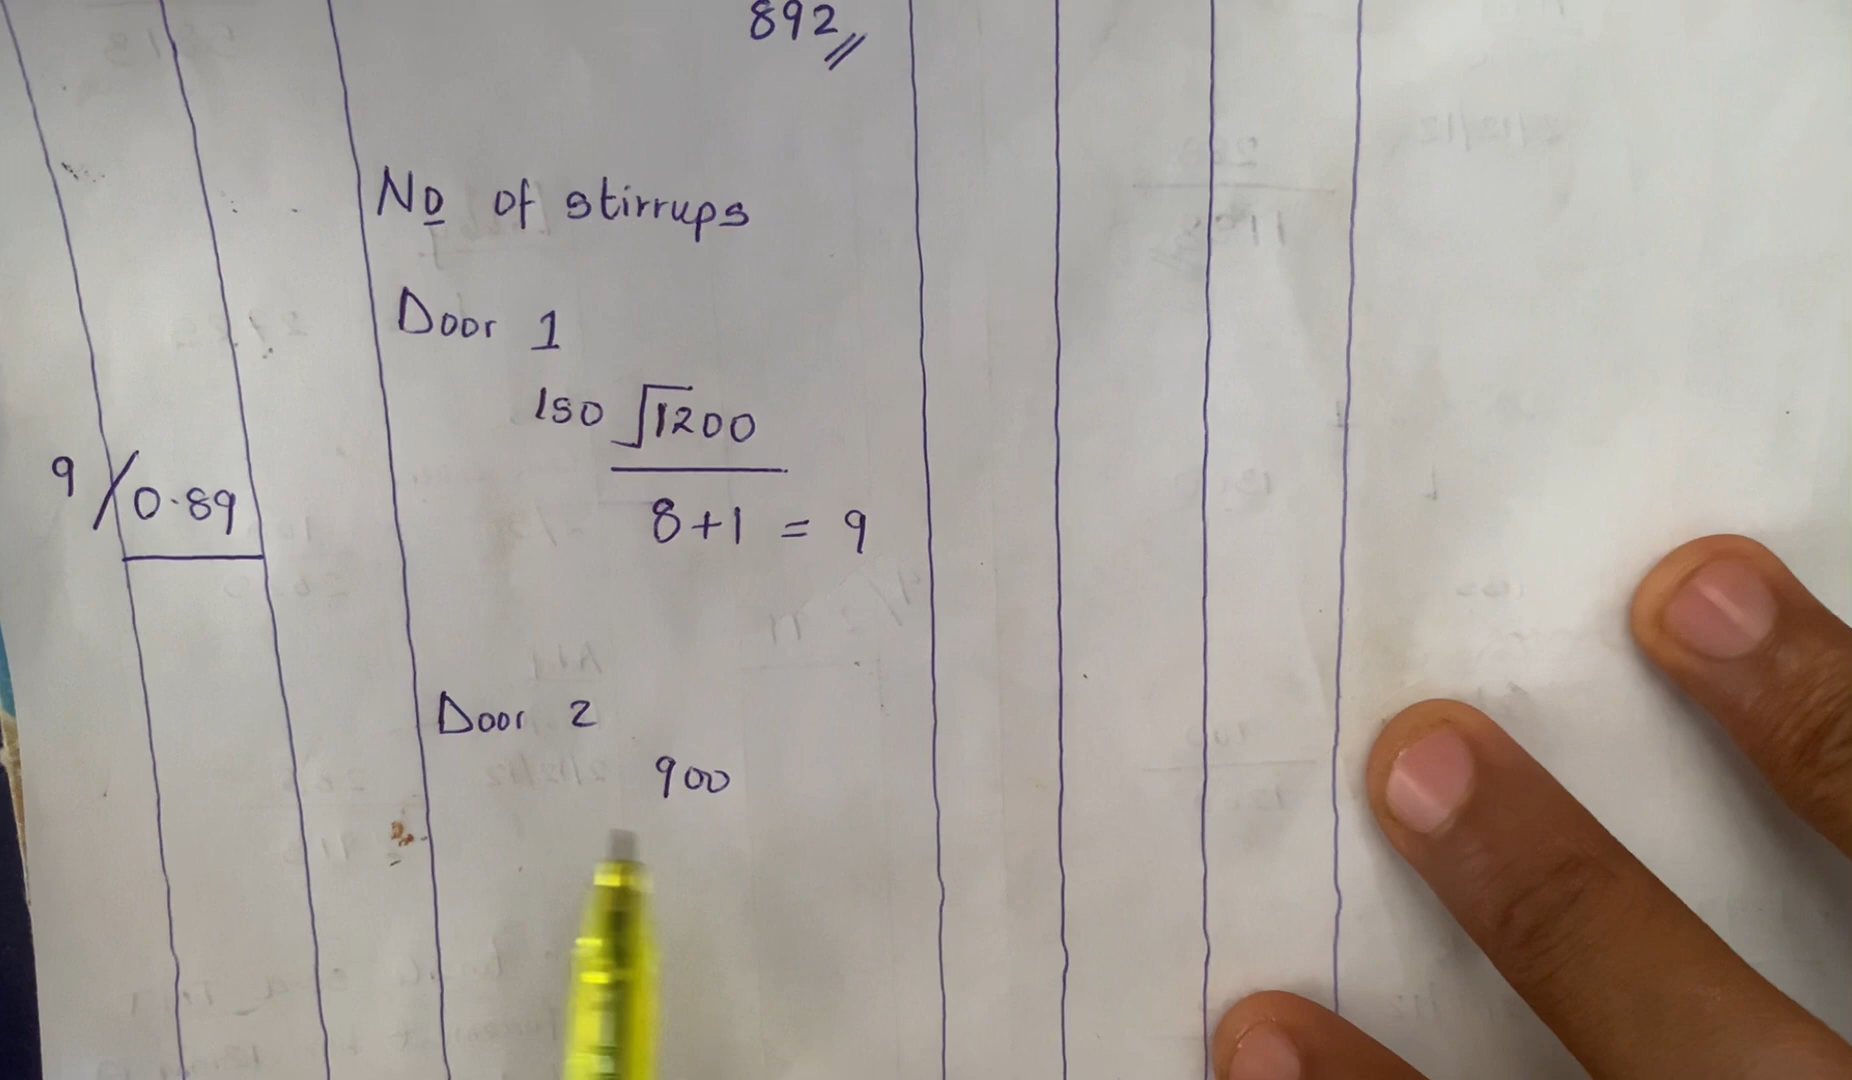 892
No of stirrups
Door 1
150 √1200
8+1 = 9
9/0.89
Door 2
900